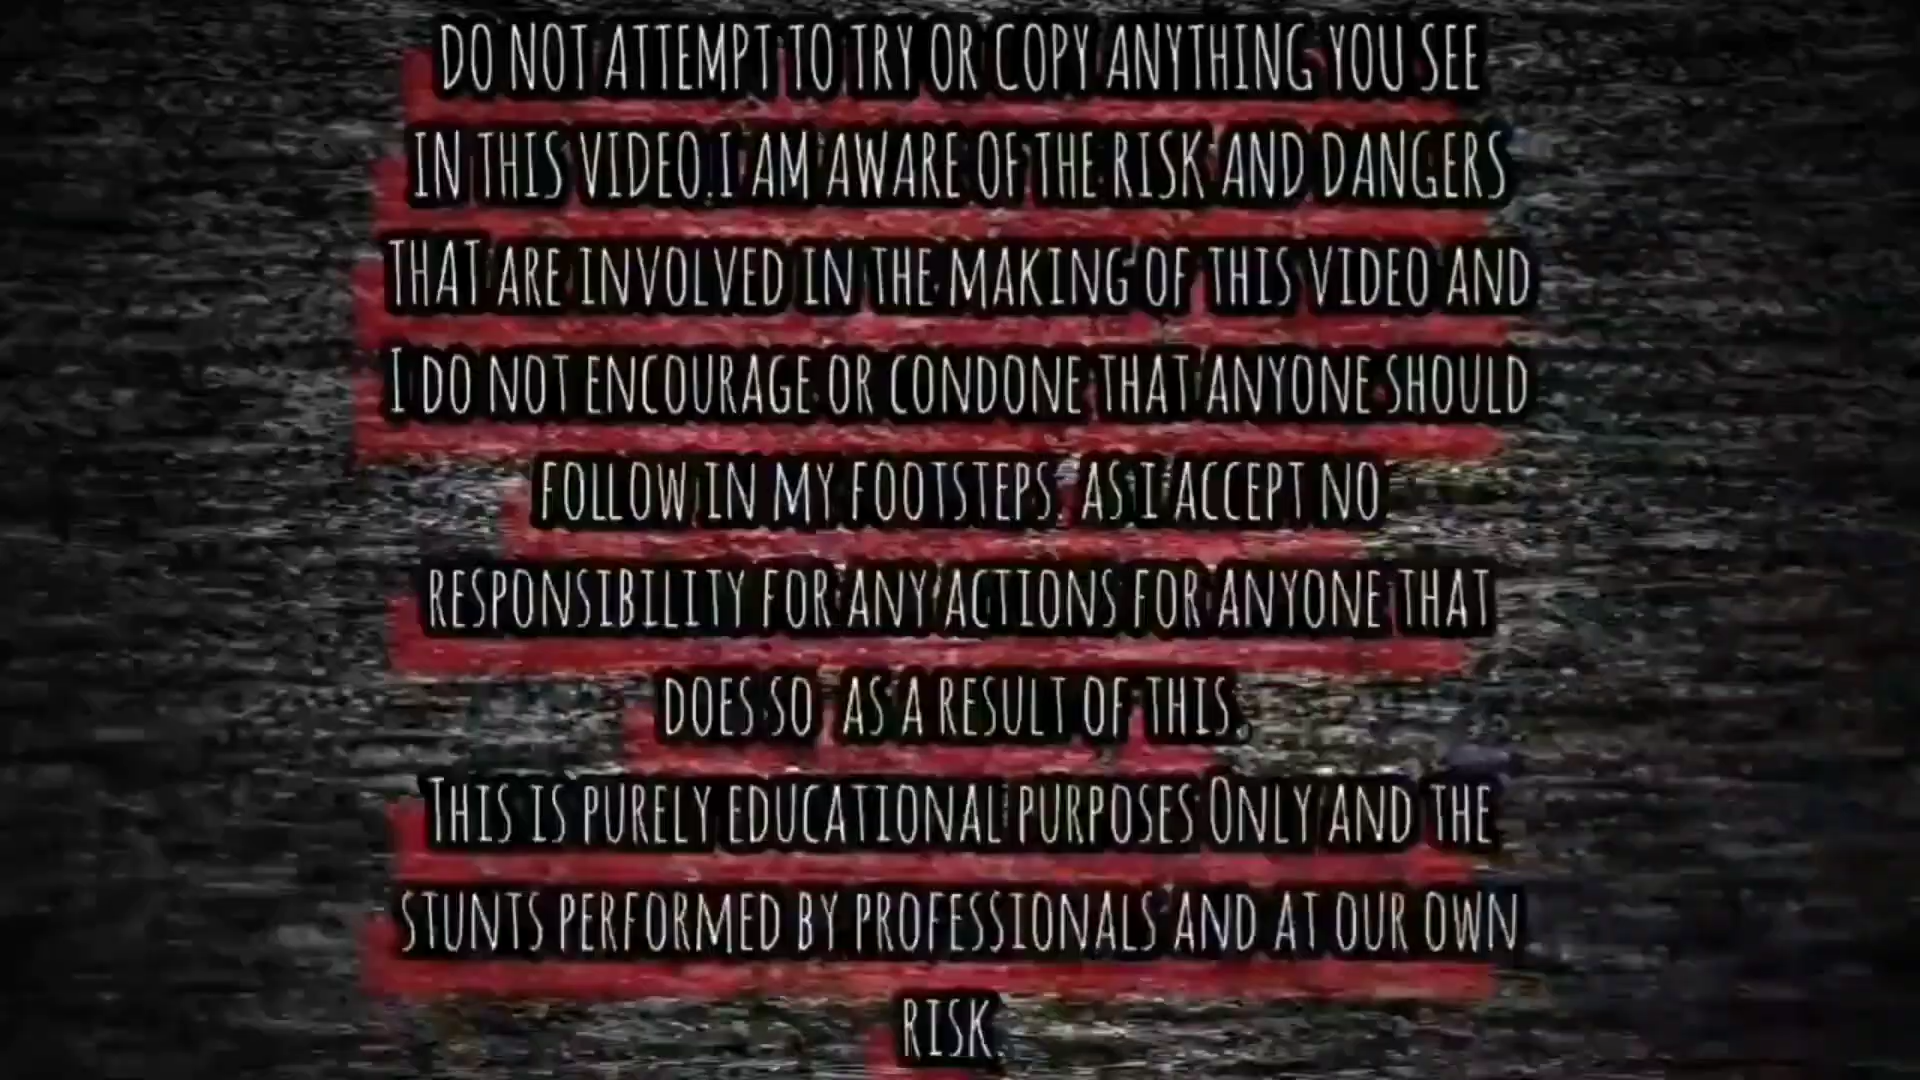 DO NOT ATTEMPT TO TRY OR COPY ANYTHING YOU SEE
IN THIS VIDEO.I AM AWARE OF THE RISK AND DANGERS
THAT ARE INVOLVED IN THE MAKING OF THIS VIDEO AND
I DO NOT ENCOURAGE OR CONDONE THAT ANYONE SHOULD
FOLLOW IN MY FOOTSTEPS. AS I ACCEPT NO
RESPONSIBILITY FOR ANY ACTIONS FOR ANYONE THAT
DOES SO AS A RESULT OF THIS.
THIS IS PURELY EDUCATIONAL PURPOSES ONLY AND THE
STUNTS PERFORMED BY PROFESSIONALS AND AT OUR OWN
RISK.